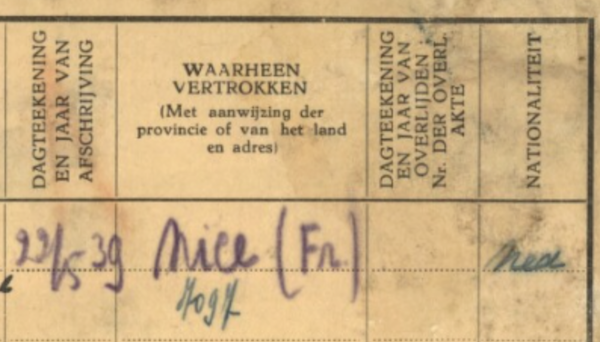 DAGTEEKENING
EN JAAR VAN
AFSCHRIJVING
WAARHEEN
VERTROKKEN
(Met aanwijzing der
provincie of van het land
en adres)
DAGTEEKENING
EN JAAR VAN
OVERLIJDEN
Nr. DER OVERL.
AKTE
NATIONALITEIT
22/5 39
Nice (Fr.)
Ned